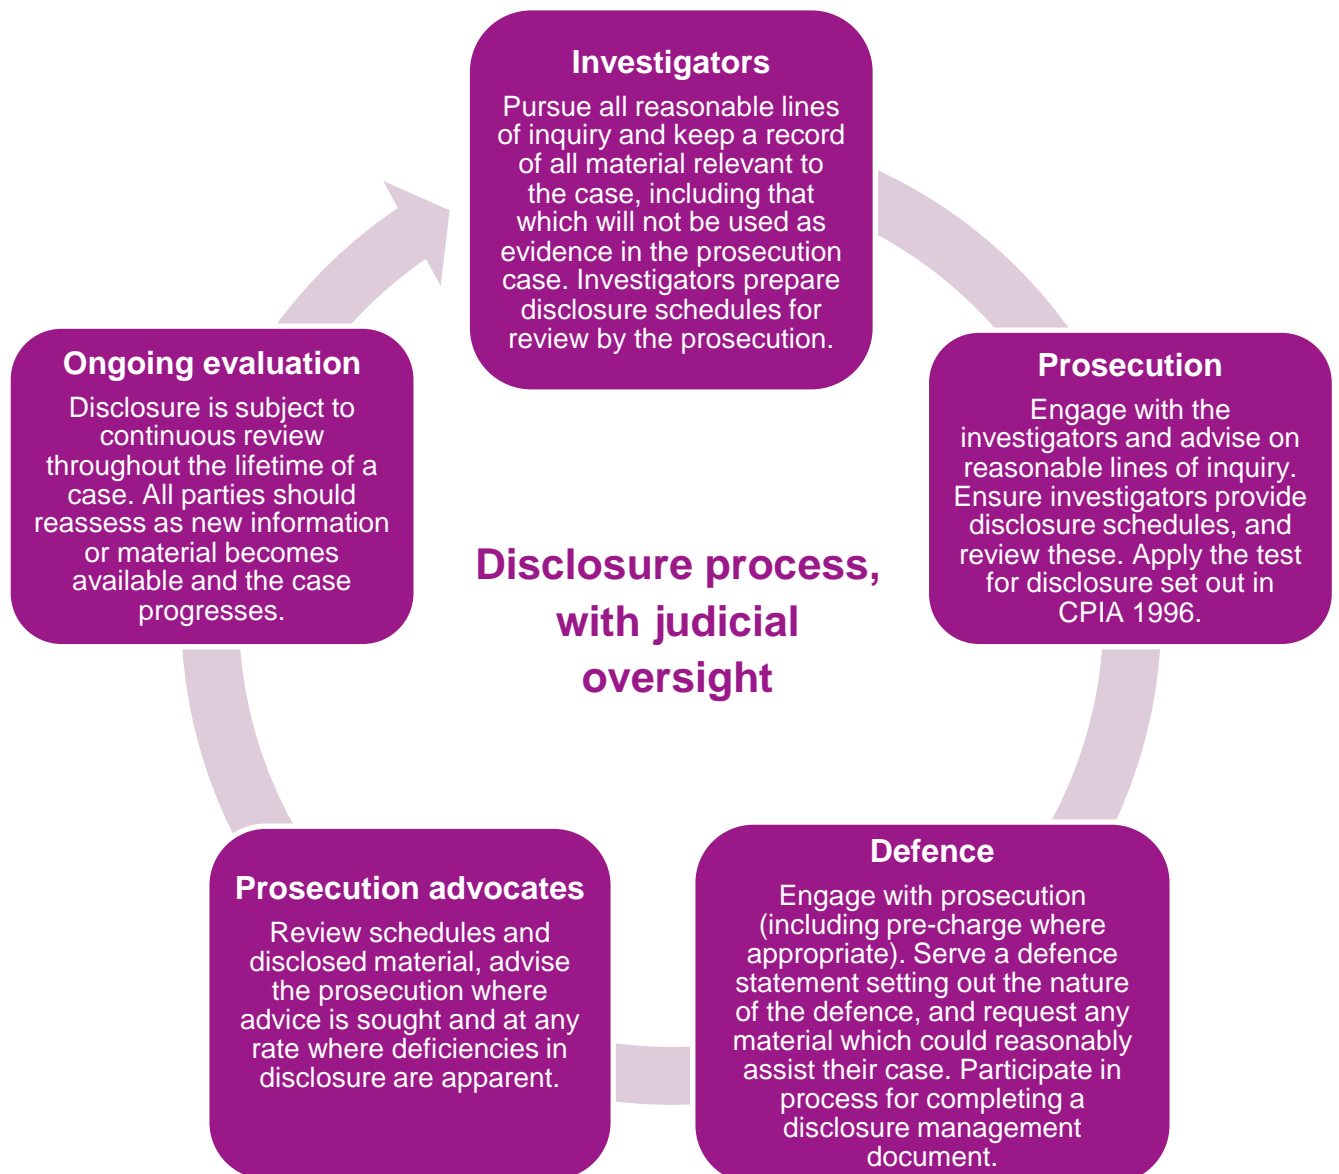 Investigators
Pursue all reasonable lines
of inquiry and keep a record
of all material relevant to
the case, including that
which will not be used as
evidence in the prosecution
case. Investigators prepare
disclosure schedules for
review by the prosecution.
Prosecution
Engage with the
investigators and advise on
reasonable lines of inquiry.
Ensure investigators provide
disclosure schedules, and
review these. Apply the test
for disclosure set out in
CPIA 1996.
Defence
Engage with prosecution
(including pre-charge where
appropriate). Serve a defence
statement setting out the nature
of the defence, and request any
material which could reasonably
assist their case. Participate in
process for completing a
disclosure management
document.
Prosecution advocates
Review schedules and
disclosed material, advise
the prosecution where
advice is sought and at any
rate where deficiencies in
disclosure are apparent.
Ongoing evaluation
Disclosure is subject to
continuous review
throughout the lifetime of a
case. All parties should
reassess as new information
or material becomes
available and the case
progresses.
Disclosure process,
with judicial
oversight